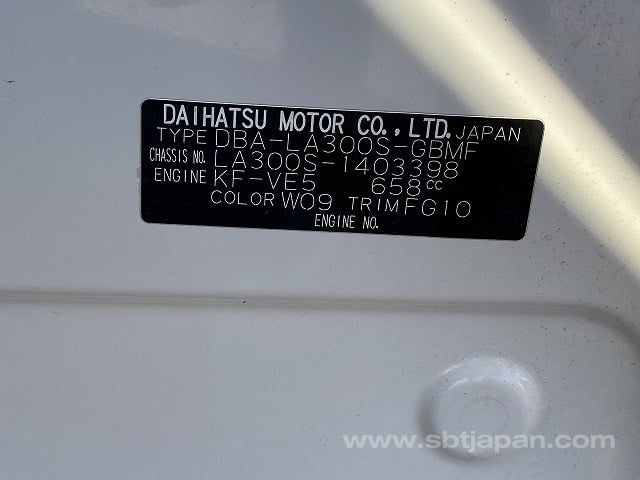 DAIHATSU MOTOR CO., LTD. JAPAN
TYPE DBA-LA300S-GBMF
CHASSIS NO. LA300S-1403398
ENGINE KF-VE5 658CC
COLOR W09 TRIM FG10
ENGINE NO.
www.sbtjapan.com